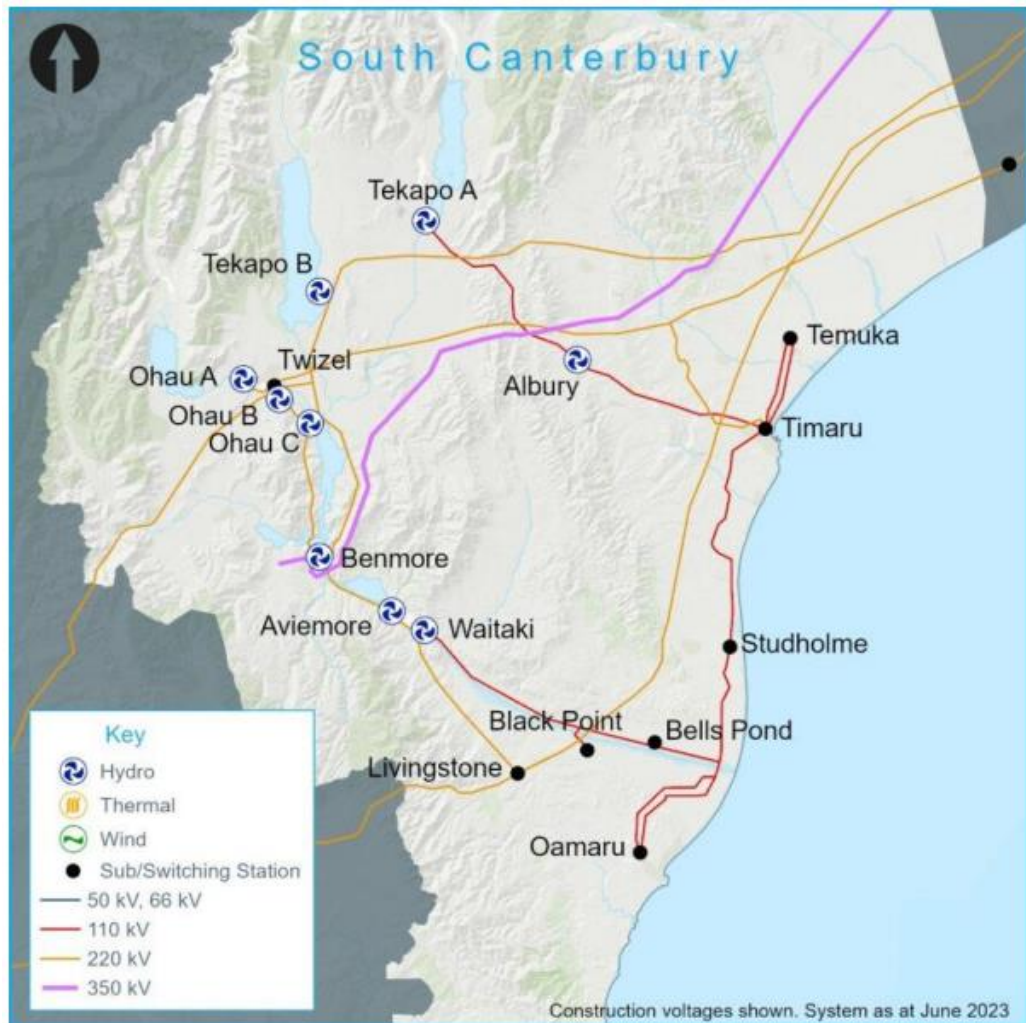 South Canterbury
Tekapo A
Tekapo B
Temuka
Twizel
Ohau A
Albury
Ohau B
Timaru
Ohau C
Benmore
Aviemore
Waitaki
Studholme
Black Point
Bells Pond
Livingstone
Oamaru
Key
Hydro
Thermal
Wind
Sub/Switching Station
50 kV, 66 kV
110 kV
220 kV
350 kV
Construction voltages shown. System as at June 2023